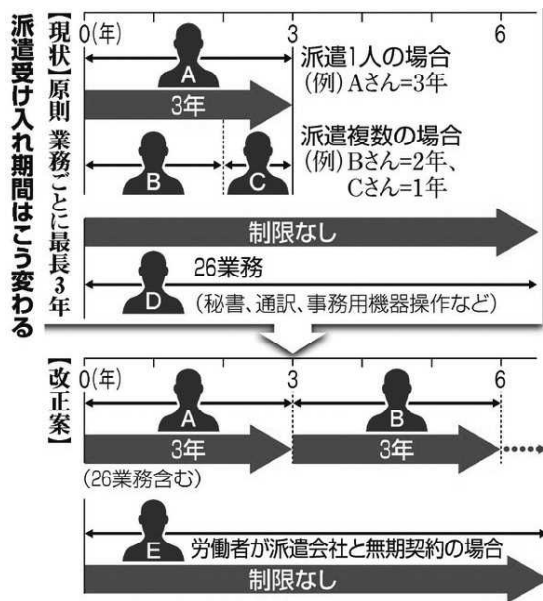 派遣受け入れ期間はこう変わる
【現状】原則 業務ごとに最長3年
0(年) 3 6
A
派遣1人の場合
(例)Aさん=3年
3年
派遣複数の場合
(例)Bさん=2年、
Cさん=1年
B C
制限なし
26業務
(秘書、通訳、事務用機器操作など)
D
【改正案】
0(年) 3 6
A B
3年 3年
(26業務含む)
E
労働者が派遣会社と無期契約の場合
制限なし